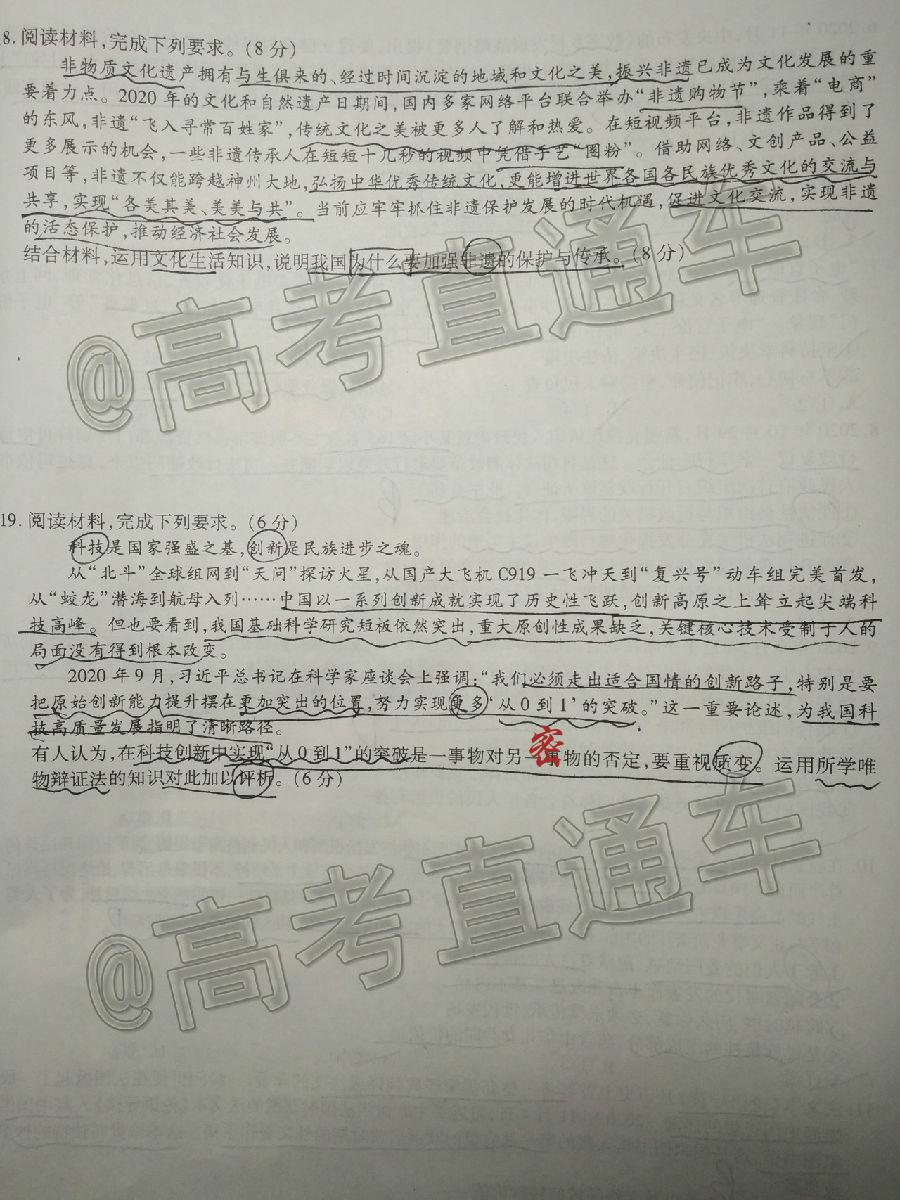 8. 阅读材料,完成下列要求。(8分)
非物质文化遗产拥有与生俱来的、经过时间沉淀的地域和文化之美,振兴非遗已成为文化发展的重
要着力点。2020年的文化和自然遗产日期间,国内多家网络平台联合举办“非遗购物节”,乘着“电商”
的东风,非遗“飞入寻常百姓家”,传统文化之美被更多人了解和热爱。在短视频平台,非遗作品得到了
更多展示的机会,一些非遗传承人在短短十几秒的视频中凭借手艺“圈粉”。借助网络、文创产品、公益
项目等,非遗不仅能跨越神州大地,弘扬中华优秀传统文化,更能增进世界各国各民族优秀文化的交流与
共享,实现“各美其美、美美与共”。当前应牢牢抓住非遗保护发展的时代机遇,促进文化交流,实现非遗
的活态保护,推动经济社会发展。
结合材料,运用文化生活知识,说明我国为什么要加强非遗的保护与传承。(8分)
@高考直通车
19. 阅读材料,完成下列要求。(6分)
科技是国家强盛之基,创新是民族进步之魂。
从“北斗”全球组网到“天问”探访火星,从国产大飞机C919一飞冲天到“复兴号”动车组完美首发,
从“蛟龙”潜海到航母入列……中国以一系列创新成就实现了历史性飞跃,创新高原之上耸立起尖端科
技高峰。但也要看到,我国基础科学研究短板依然突出,重大原创性成果缺乏,关键核心技术受制于人的
局面没有得到根本改变。
2020年9月,习近平总书记在科学家座谈会上强调:“我们必须走出适合国情的创新路子,特别是要
把原始创新能力提升摆在更加突出的位置,努力实现更多‘从0到1’的突破。”这一重要论述,为我国科
技高质量发展指明了清晰路径。
有人认为,在科技创新中实现“从0到1”的突破是一事物对另一事物的否定,要重视质变。运用所学唯
密
物辩证法的知识对此加以评析。(6分)
@高考直通车